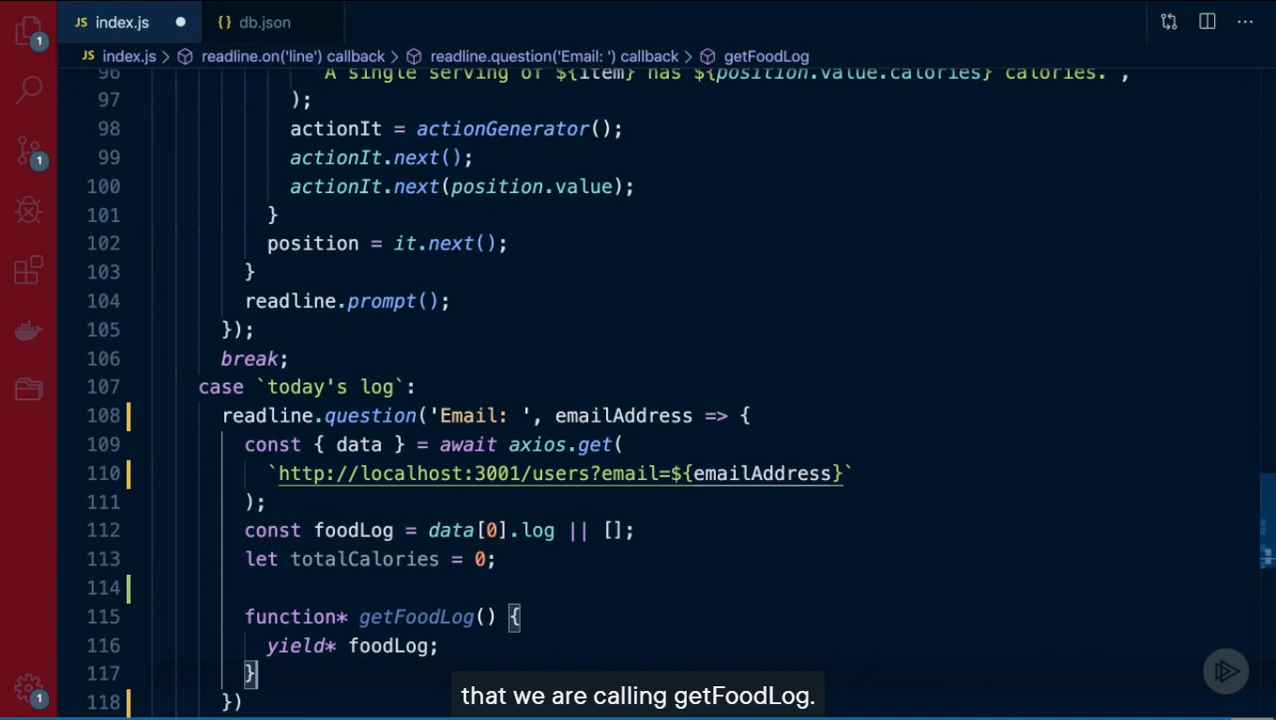 JS index.js ● {} db.json
JS index.js > readline.on('line') callback > readline.question('Email: ') callback > getFoodLog
96 `A single serving of ${item} has ${position.value.calories} calories.`,
97 );
98 actionIt = actionGenerator();
99 actionIt.next();
100 actionIt.next(position.value);
101 }
102 position = it.next();
103 }
104 readline.prompt();
105 });
106 break;
107 case `today's log`:
108 readline.question('Email: ', emailAddress => {
109 const { data } = await axios.get(
110 `http://localhost:3001/users?email=${emailAddress}`
111 );
112 const foodLog = data[0].log || [];
113 let totalCalories = 0;
114
115 function* getFoodLog() {
116 yield* foodLog;
117 }
118 })
that we are calling getFoodLog.
1
1
1